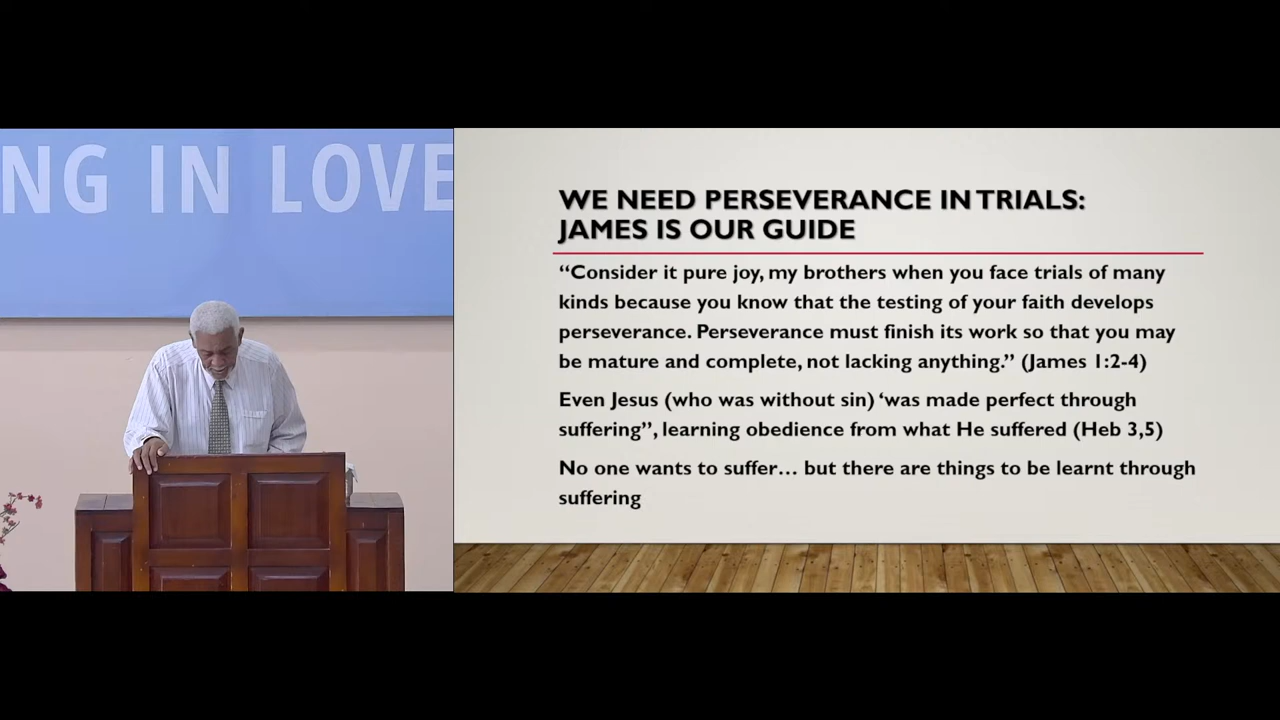 NG IN LOVE
WE NEED PERSEVERANCE IN TRIALS:
JAMES IS OUR GUIDE
“Consider it pure joy, my brothers when you face trials of many
kinds because you know that the testing of your faith develops
perseverance. Perseverance must finish its work so that you may
be mature and complete, not lacking anything.” (James 1:2-4)
Even Jesus (who was without sin) ‘was made perfect through
suffering”, learning obedience from what He suffered (Heb 3,5)
No one wants to suffer… but there are things to be learnt through
suffering